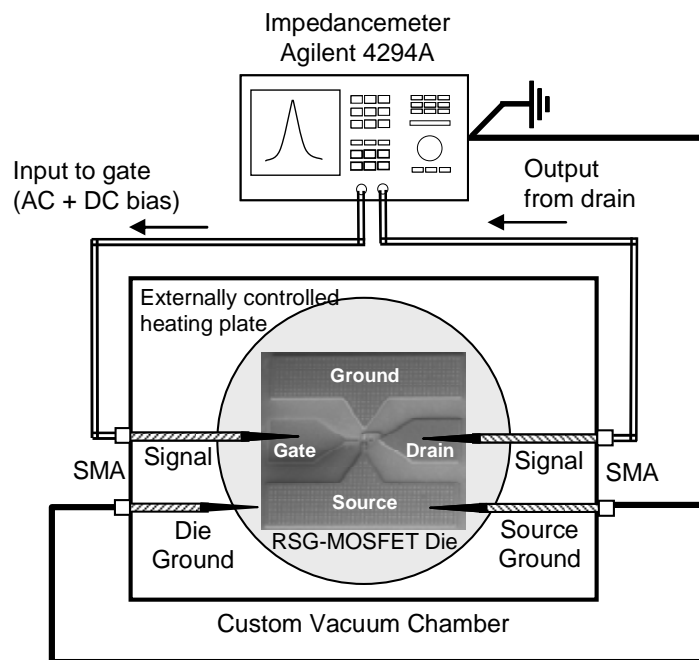 Impedancemeter
Agilent 4294A
Input to gate
(AC + DC bias)
Output
from drain
Externally controlled
heating plate
Ground
Gate
Drain
Source
SMA
Signal
Signal
SMA
Die
Ground
RSG-MOSFET Die
Source
Ground
Custom Vacuum Chamber